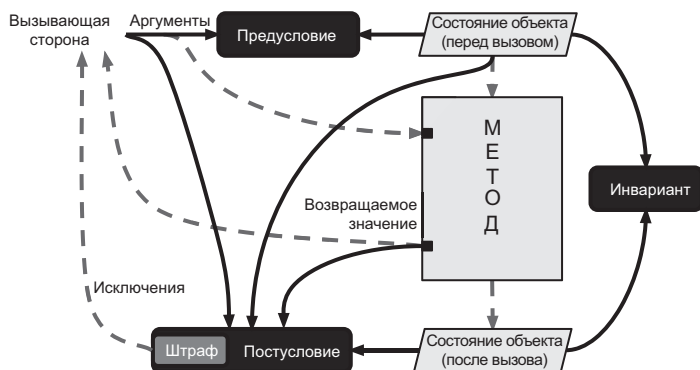 Вызывающая
сторона
Аргументы
Предусловие
Состояние объекта
(перед вызовом)
М
Е
Т
О
Д
Инвариант
Возвращаемое
значение
Исключения
Штраф
Постусловие
Состояние объекта
(после вызова)